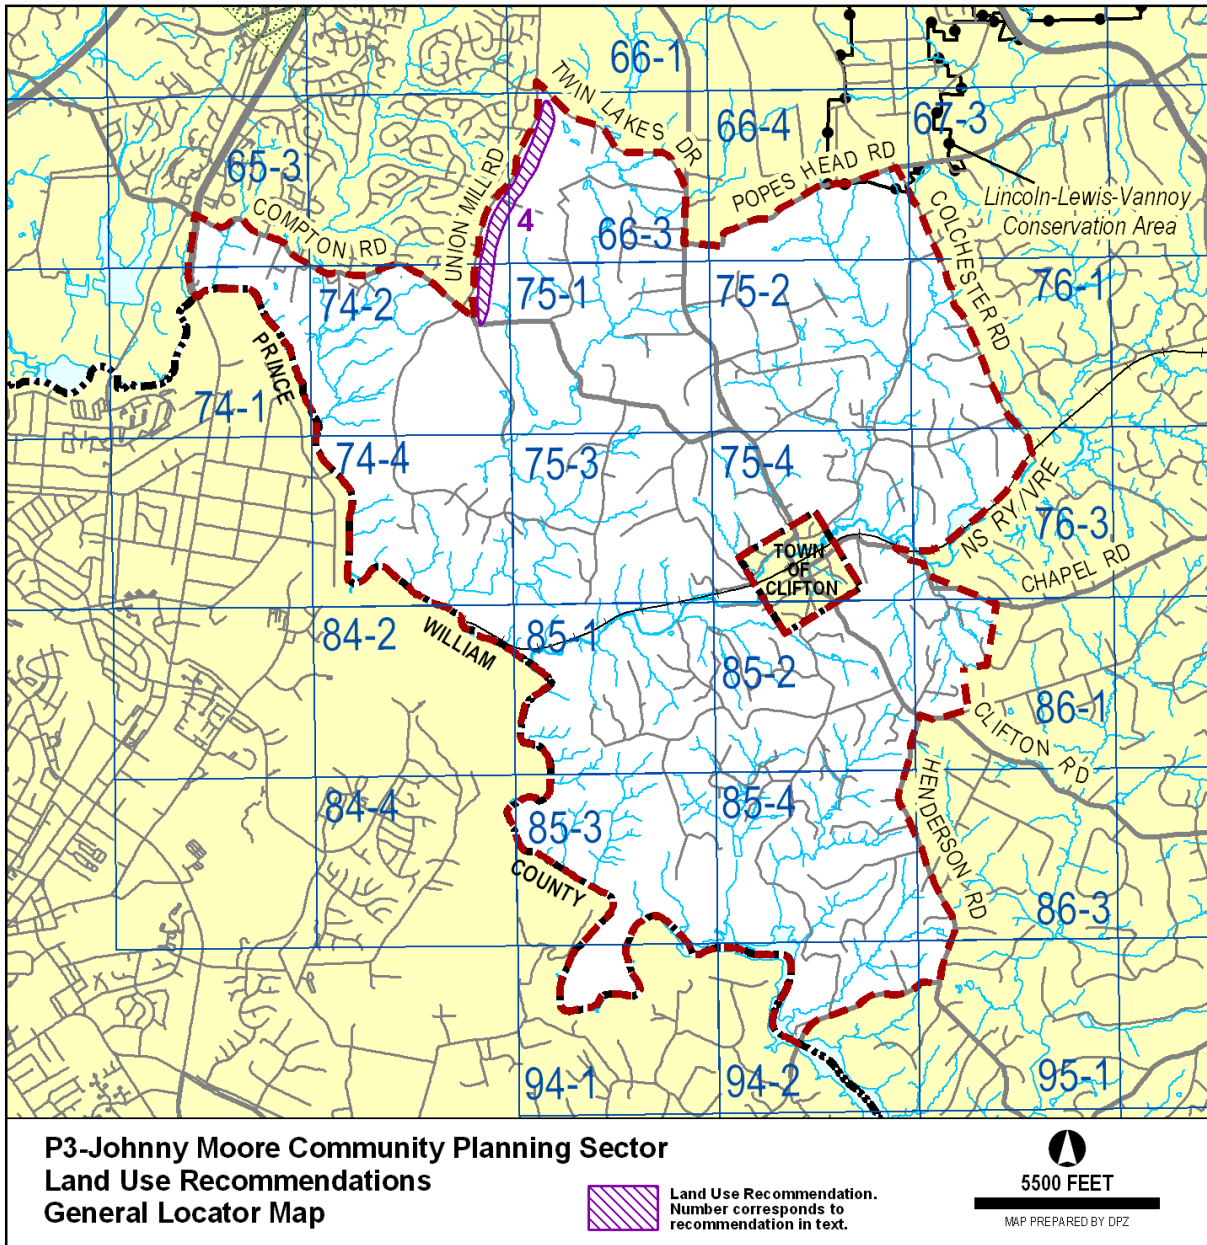 66-1
TWIN LAKES DR
66-4
67-3
65-3
UNION MILL RD
POPES HEAD RD
COLCHESTER RD
Lincoln-Lewis-Vannoy
Conservation Area
COMPTON RD
4
66-3
74-2
75-1
75-2
76-1
PRINCE
74-1
74-4
75-3
75-4
NS RY/VRE
76-3
TOWN
OF
CLIFTON
CHAPEL RD
84-2
WILLIAM
85-1
85-2
86-1
CLIFTON RD
84-4
85-3
85-4
HENDERSON RD
COUNTY
86-3
94-1
94-2
95-1
P3-Johnny Moore Community Planning Sector
Land Use Recommendations
General Locator Map
Land Use Recommendation.
Number corresponds to
recommendation in text.
5500 FEET
MAP PREPARED BY DPZ